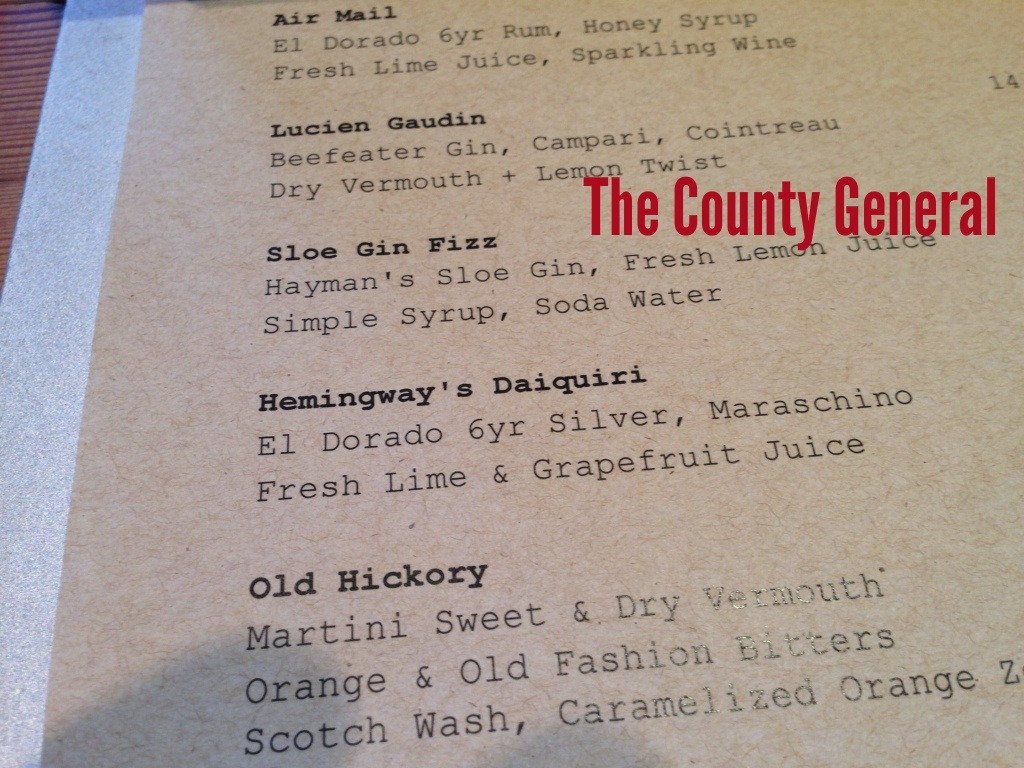 Air Mail
El Dorado 6yr Rum, Honey Syrup
Fresh Lime Juice, Sparkling Wine
14
Lucien Gaudin
Beefeater Gin, Campari, Cointreau
Dry Vermouth + Lemon Twist
The County General
Sloe Gin Fizz
Hayman's Sloe Gin, Fresh Lemon Juice
Simple Syrup, Soda Water
Hemingway's Daiquiri
El Dorado 6yr Silver, Maraschino
Fresh Lime & Grapefruit Juice
Old Hickory
Martini Sweet & Dry Vermouth
Orange & Old Fashion Bitters
Scotch Wash, Caramelized Orange